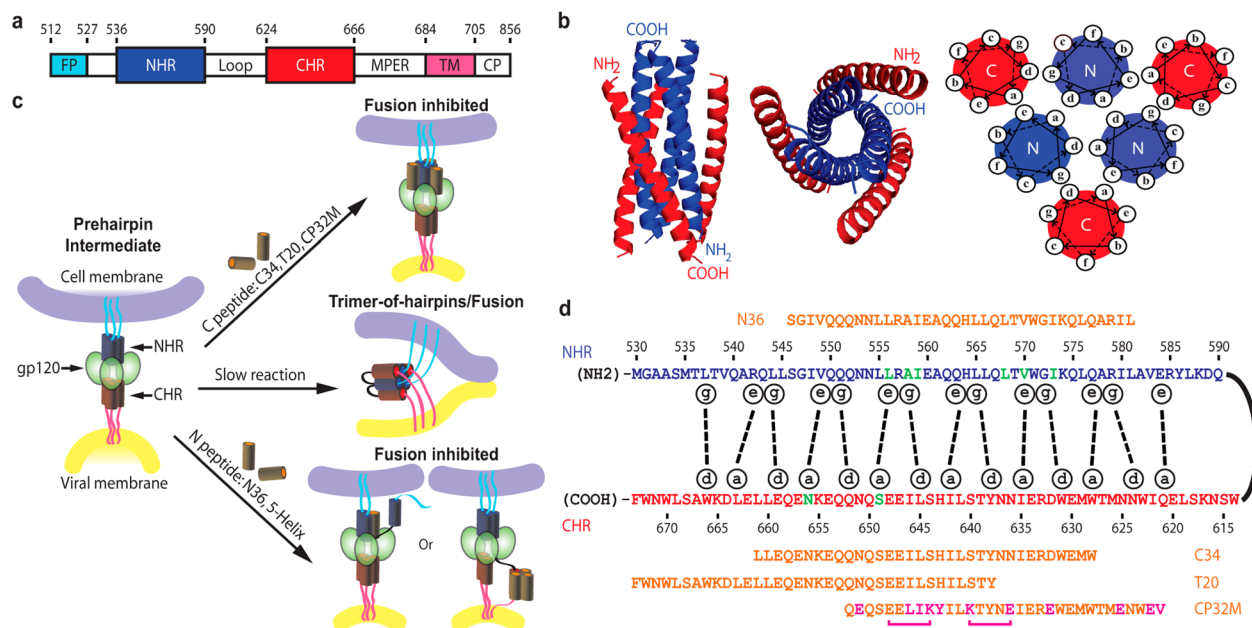 a
512 527 536 590 624 666 684 705 856
FP NHR Loop CHR MPER TM CP
b
COOH
NH2
NH2
COOH
NH2
COOH
C
c g d a e b f
N
c f b e a d g
C
e b f c g d a
N
e a d g c f b
N
d g c f b e a
C
d a e b f c g
c
Fusion inhibited
Prehairpin
Intermediate
Cell membrane
gp120
NHR
CHR
Viral membrane
C peptide: C34, T20, CP32M
Trimer-of-hairpins/Fusion
Slow reaction
N peptide: N36, 5-Helix
Fusion inhibited
Or
d
N36 SGIVQQQNNLLRAIEAQQHLLQLTVWGIKQLQARIL
NHR 530 535 540 545 550 555 560 565 570 575 580 585 590
(NH2) -MGAASMTLTVQARQLLSGIVQQQNNLLRAIEAQQHLLQLTVWGIKQLQARILAVERYLKDQ
g e g e g e g e g e g e g e
d a d a d a d a d a d a d a
(COOH) -FWNWLSAWKDLELLEQENKEQQNQSEEILSHILSTYNNIERDWEMWTMNNWIQELSKNSW
CHR 670 665 660 655 650 645 640 635 630 625 620 615
LLEQENKEQQNQSEEILSHILSTYNNIERDWEMW C34
FWNWLSAWKDLELLEQENKEQQNQSEEILSHILSTY T20
QEQSEELIKYILKTYNEIEREWEMWTMENWEV CP32M